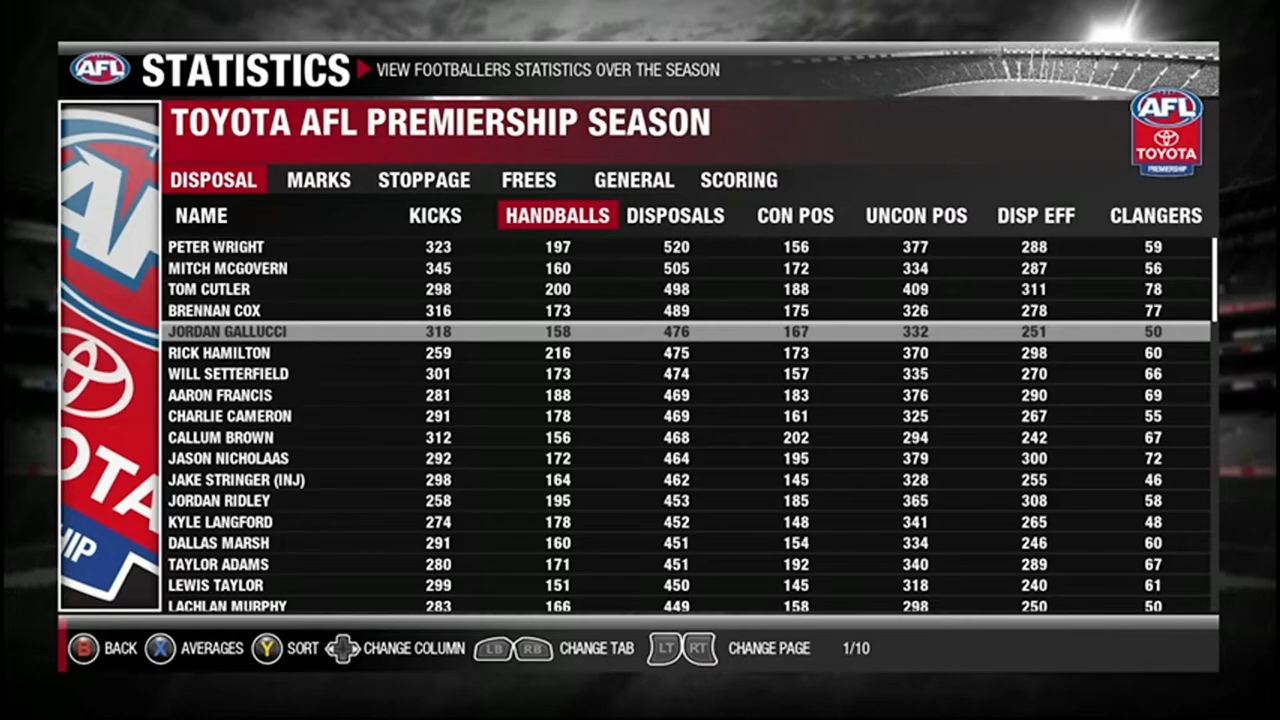 AFL STATISTICS VIEW FOOTBALLERS STATISTICS OVER THE SEASON
TOYOTA AFL PREMIERSHIP SEASON
AFL
TOYOTA
PREMIERSHIP
DISPOSAL MARKS STOPPAGE FREES GENERAL SCORING
NAME KICKS HANDBALLS DISPOSALS CON POS UNCON POS DISP EFF CLANGERS
PETER WRIGHT 323 197 520 156 377 288 59
MITCH MCGOVERN 345 160 505 172 334 287 56
TOM CUTLER 298 200 498 188 409 311 78
BRENNAN COX 316 173 489 175 326 278 77
JORDAN GALLUCCI 318 158 476 167 332 251 50
RICK HAMILTON 259 216 475 173 370 298 60
WILL SETTERFIELD 301 173 474 157 335 270 66
AARON FRANCIS 281 188 469 183 376 290 69
CHARLIE CAMERON 291 178 469 161 325 267 55
CALLUM BROWN 312 156 468 202 294 242 67
JASON NICHOLAAS 292 172 464 195 379 300 72
JAKE STRINGER (INJ) 298 164 462 145 328 255 46
JORDAN RIDLEY 258 195 453 185 365 308 58
KYLE LANGFORD 274 178 452 148 341 265 48
DALLAS MARSH 291 160 451 154 334 246 60
TAYLOR ADAMS 280 171 451 192 340 289 67
LEWIS TAYLOR 299 151 450 145 318 240 61
LACHLAN MURPHY 283 166 449 158 298 250 50
A
OTA
HIP
B BACK X AVERAGES Y SORT CHANGE COLUMN LB RB CHANGE TAB LT RT CHANGE PAGE 1/10